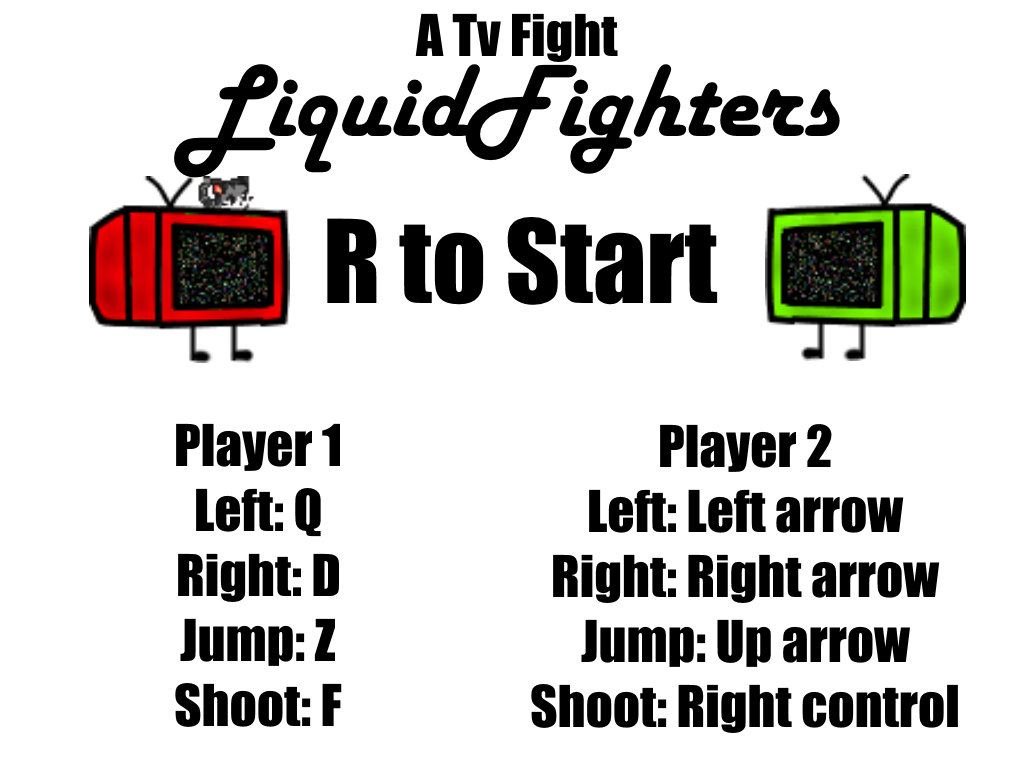 A Tv Fight
LiquidFighters
R to Start
Player 1
Left: Q
Right: D
Jump: Z
Shoot: F
Player 2
Left: Left arrow
Right: Right arrow
Jump: Up arrow
Shoot: Right control